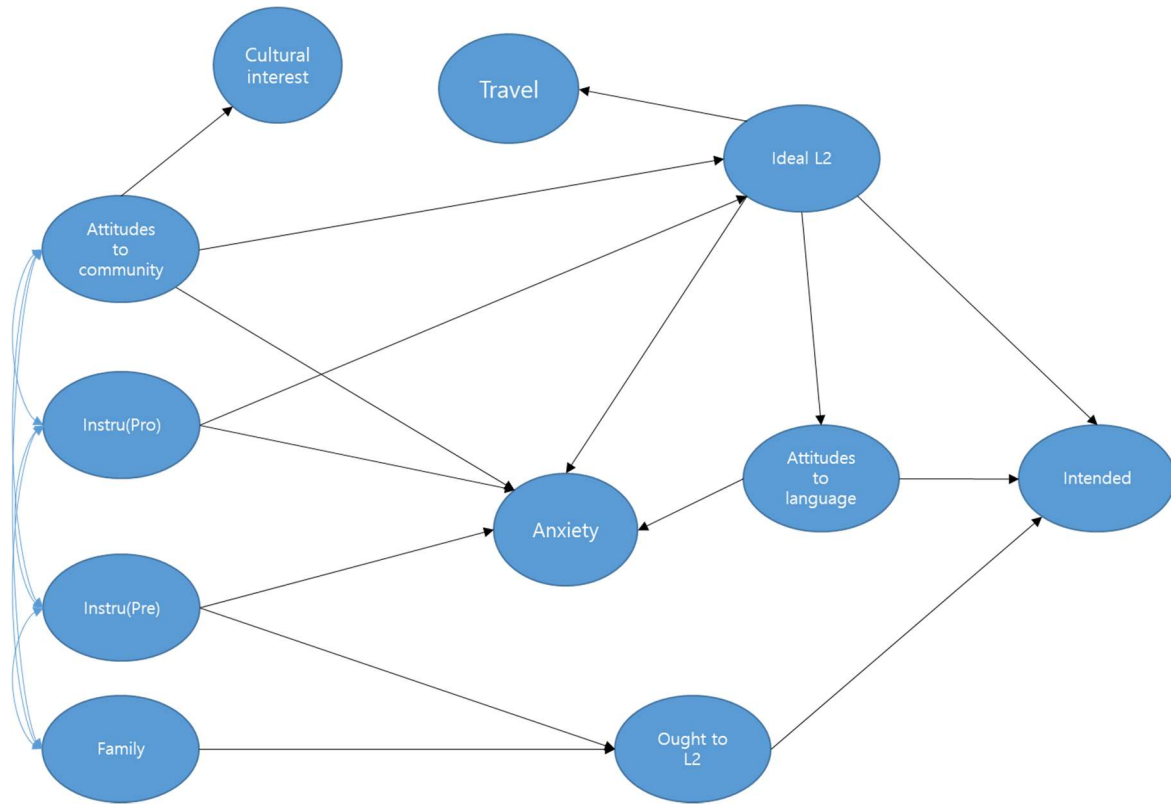 Cultural
interest
Travel
Ideal L2
Attitudes
to
community
Instru(Pro)
Attitudes
to
language
Intended
Anxiety
Instru(Pre)
Family
Ought to
L2